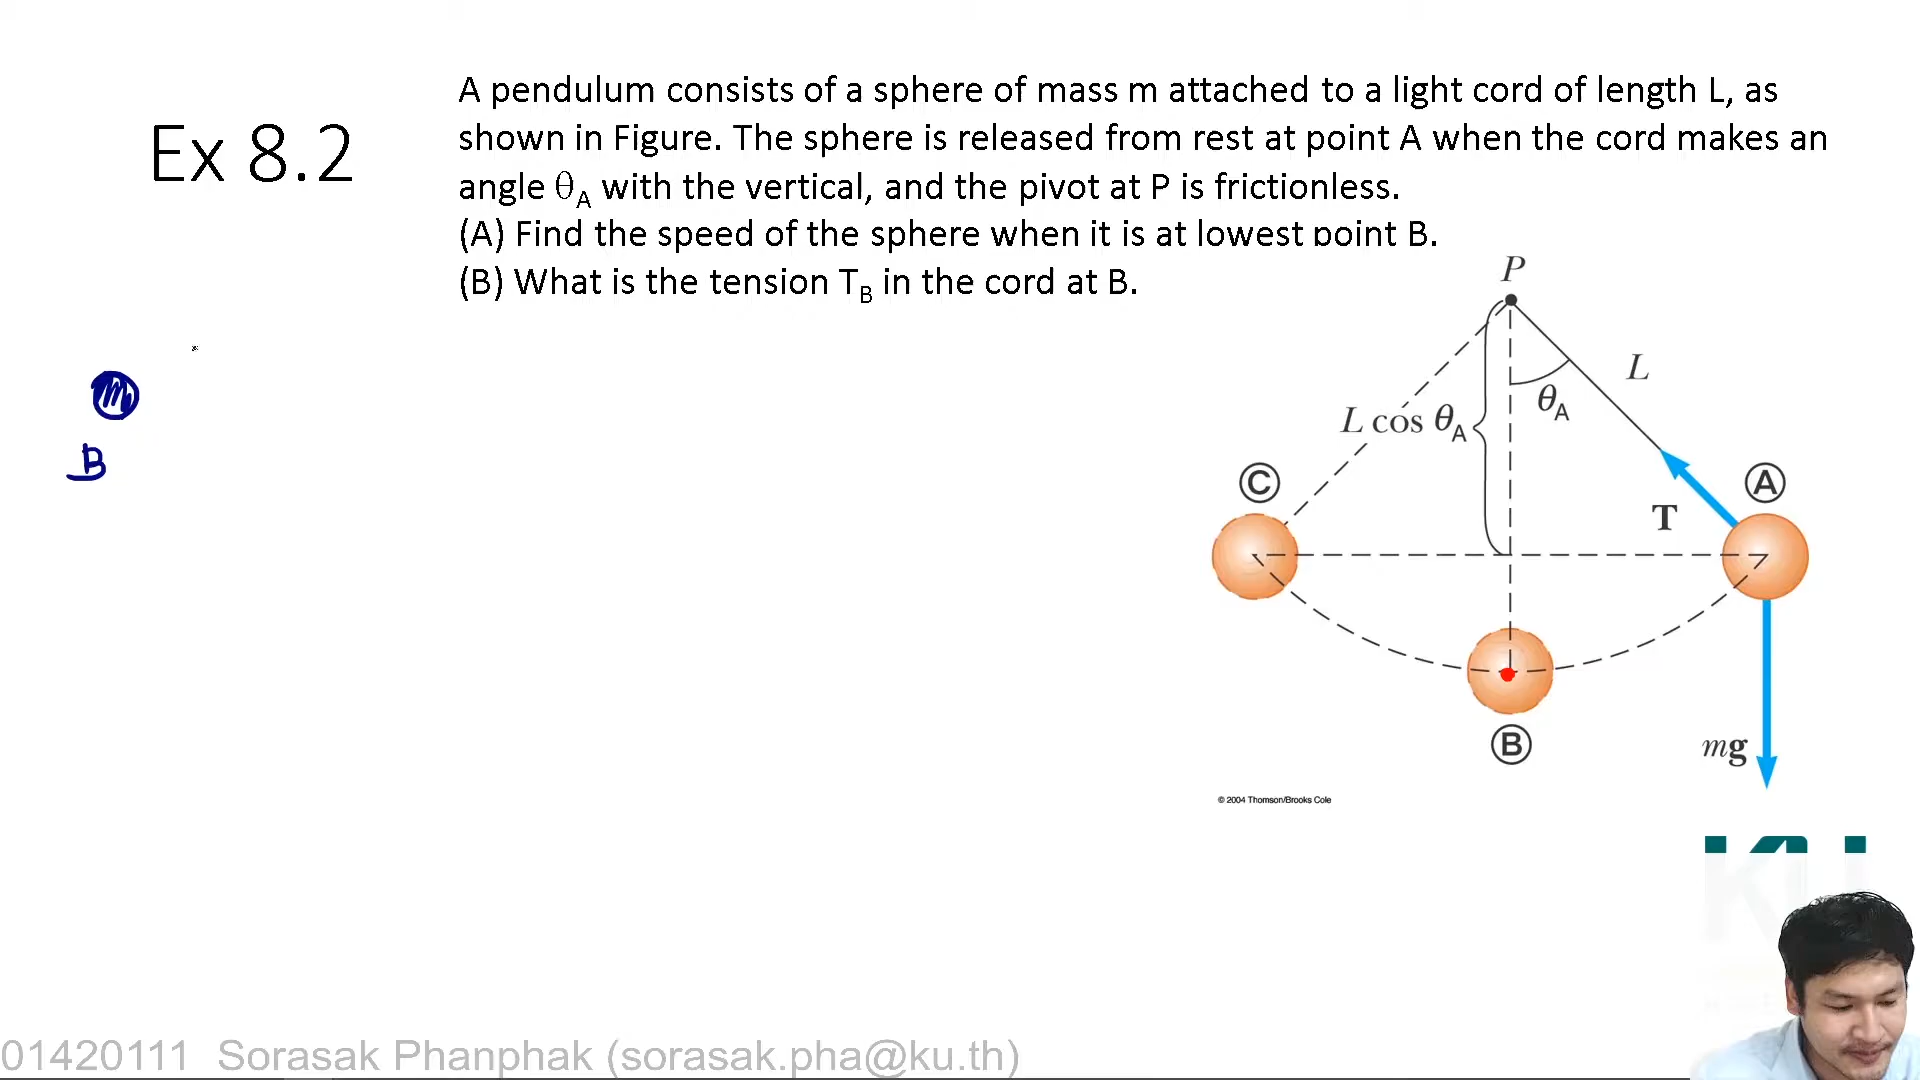 Ex 8.2
A pendulum consists of a sphere of mass m attached to a light cord of length L, as
shown in Figure. The sphere is released from rest at point A when the cord makes an
angle θA with the vertical, and the pivot at P is frictionless.
(A) Find the speed of the sphere when it is at lowest point B.
(B) What is the tension TB in the cord at B.
P
L
θA
L cos θA
C
A
T
m
B
B
mg
© 2004 Thomson/Brooks Cole
KU
01420111 Sorasak Phanphak (sorasak.pha@ku.th)